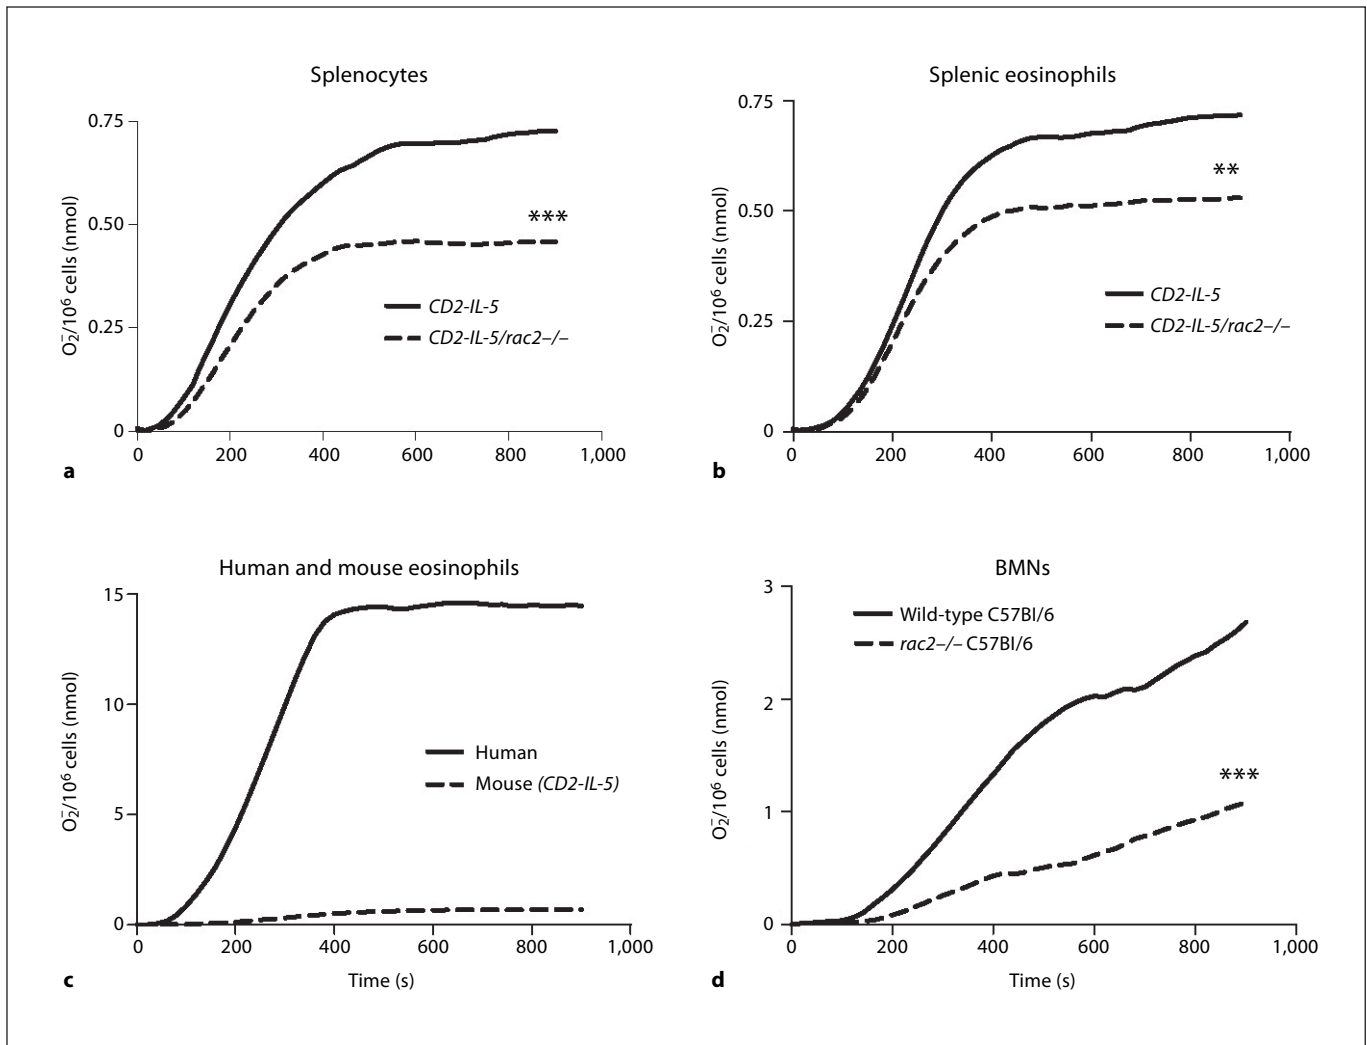 Splenocytes
0.75
0.50
0.25
0
O₂⁻/10⁶ cells (nmol)
***
CD2-IL-5
CD2-IL-5/rac2–/–
0 200 400 600 800 1,000
a
Splenic eosinophils
0.75
0.50
0.25
0
O₂⁻/10⁶ cells (nmol)
**
CD2-IL-5
CD2-IL-5/rac2–/–
0 200 400 600 800 1,000
b
Human and mouse eosinophils
15
10
5
0
O₂⁻/10⁶ cells (nmol)
Human
Mouse (CD2-IL-5)
0 200 400 600 800 1,000
Time (s)
c
BMNs
3
2
1
0
O₂⁻/10⁶ cells (nmol)
Wild-type C57Bl/6
rac2–/– C57Bl/6
***
0 200 400 600 800 1,000
Time (s)
d